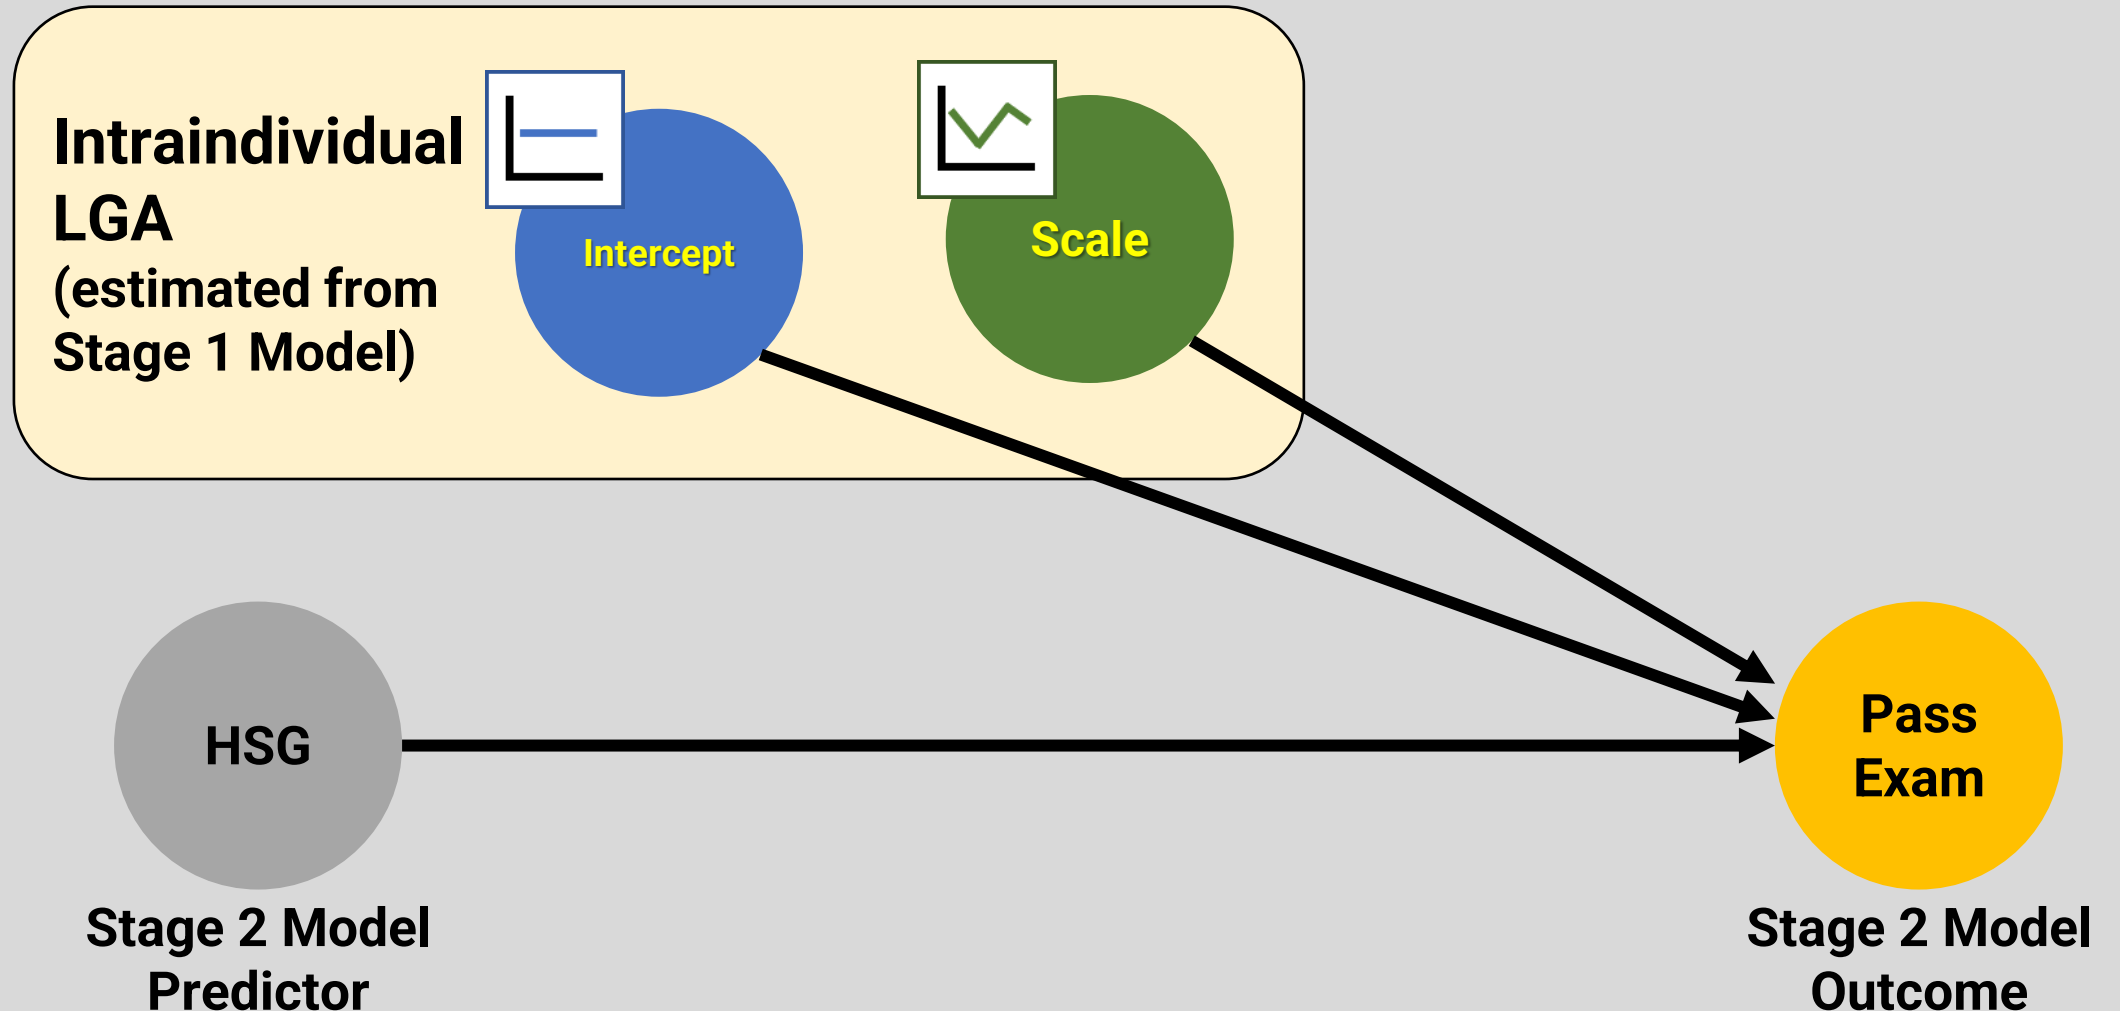 Intraindividual
LGA
(estimated from
Stage 1 Model)
Intercept
Scale
HSG
Pass
Exam
Stage 2 Model
Predictor
Stage 2 Model
Outcome